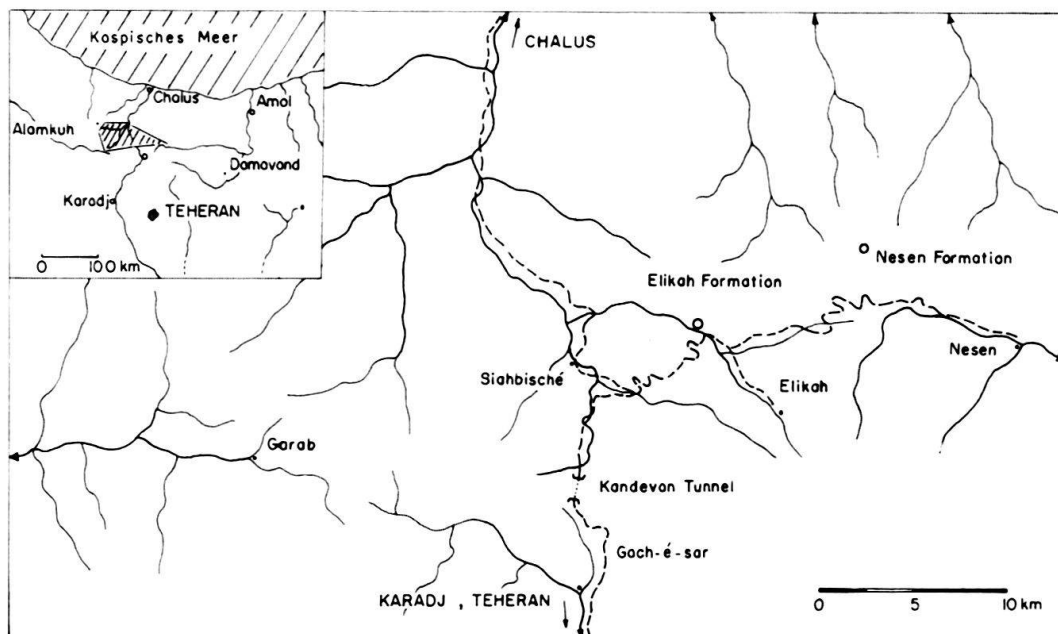 Kaspisches Meer
Chalus
Amol
Alamkuh
Damavand
Karadj
TEHERAN
0 100 km
CHALUS
Nesen Formation
Elikah Formation
Nesen
Siahbische´
Elikah
Garab
Kandevan Tunnel
Gach-é-sar
KARADJ , TEHERAN
0 5 10 km